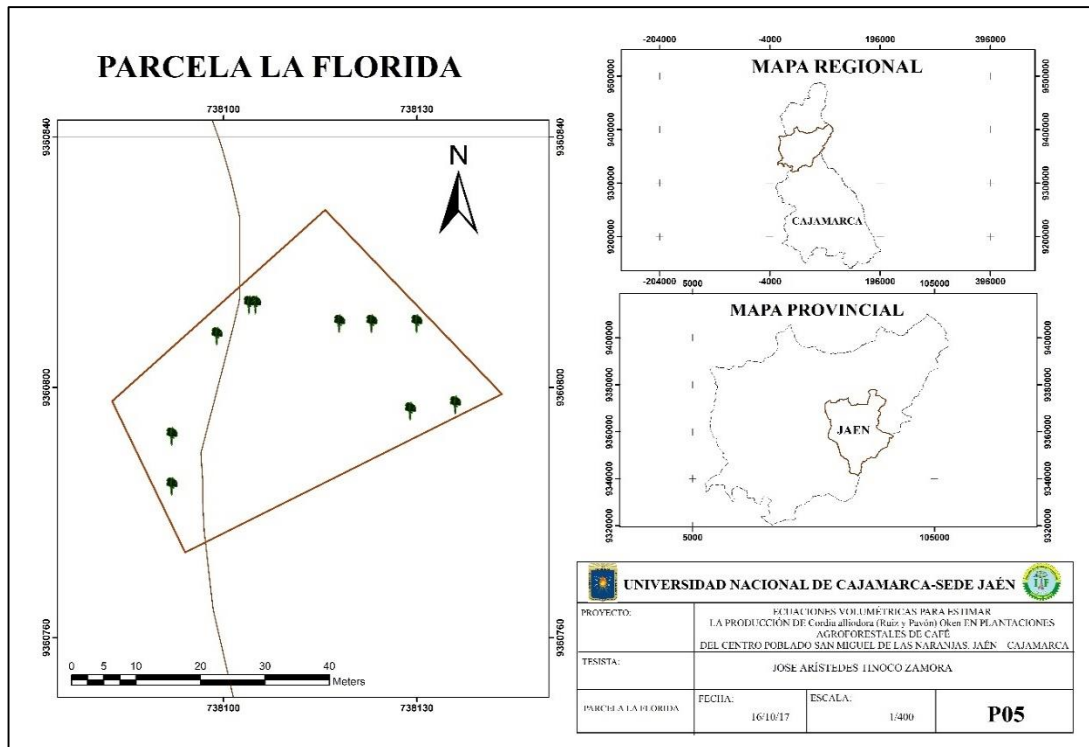 PARCELA LA FLORIDA
738100 738130
9360840 9360840
N
9360800 9360800
9360760 9360760
0 5 10 20 30 40
Meters
738100 738130
-204000 -4000 196000 396000
MAPA REGIONAL
9500000 9500000
9400000 9400000
9300000 9300000
9200000 9200000
CAJAMARCA
-204000 -4000 196000 396000
5000 105000
MAPA PROVINCIAL
9400000 9400000
9380000 9380000
9360000 9360000
9340000 9340000
9320000 9320000
JAEN
5000 105000
UNIVERSIDAD NACIONAL DE CAJAMARCA-SEDE JAÉN
PROYECTO:
ECUACIONES VOLUMÉTRICAS PARA ESTIMAR
LA PRODUCCIÓN DE Cordia alliodora (Ruiz y Pavón) Oken EN PLANTACIONES
AGROFORESTALES DE CAFÉ
DEL CENTRO POBLADO SAN MIGUEL DE LAS NARANJAS, JAÉN CAJAMARCA
TESISTA:
JOSE ARÍSTEDES TINOCO ZAMORA
PARCELA LA FLORIDA
FECHA:
16/10/17
ESCALA:
1/400
P05